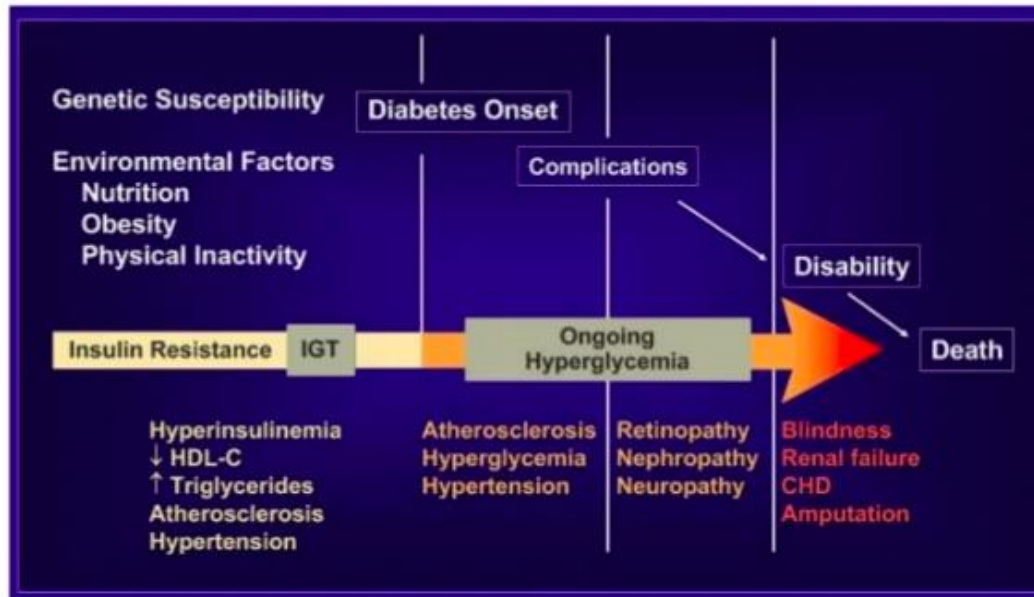 Genetic Susceptibility
Diabetes Onset
Environmental Factors
Nutrition
Obesity
Physical Inactivity
Complications
Disability
Death
Insulin Resistance
IGT
Ongoing
Hyperglycemia
Hyperinsulinemia
↓ HDL-C
↑ Triglycerides
Atherosclerosis
Hypertension
Atherosclerosis
Hyperglycemia
Hypertension
Retinopathy
Nephropathy
Neuropathy
Blindness
Renal failure
CHD
Amputation